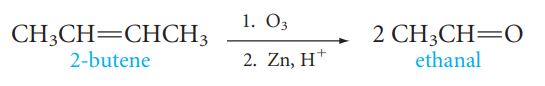 CH₃CH=CHCH₃ 1. O₃ 2 CH₃CH=O
2-butene 2. Zn, H⁺ ethanal